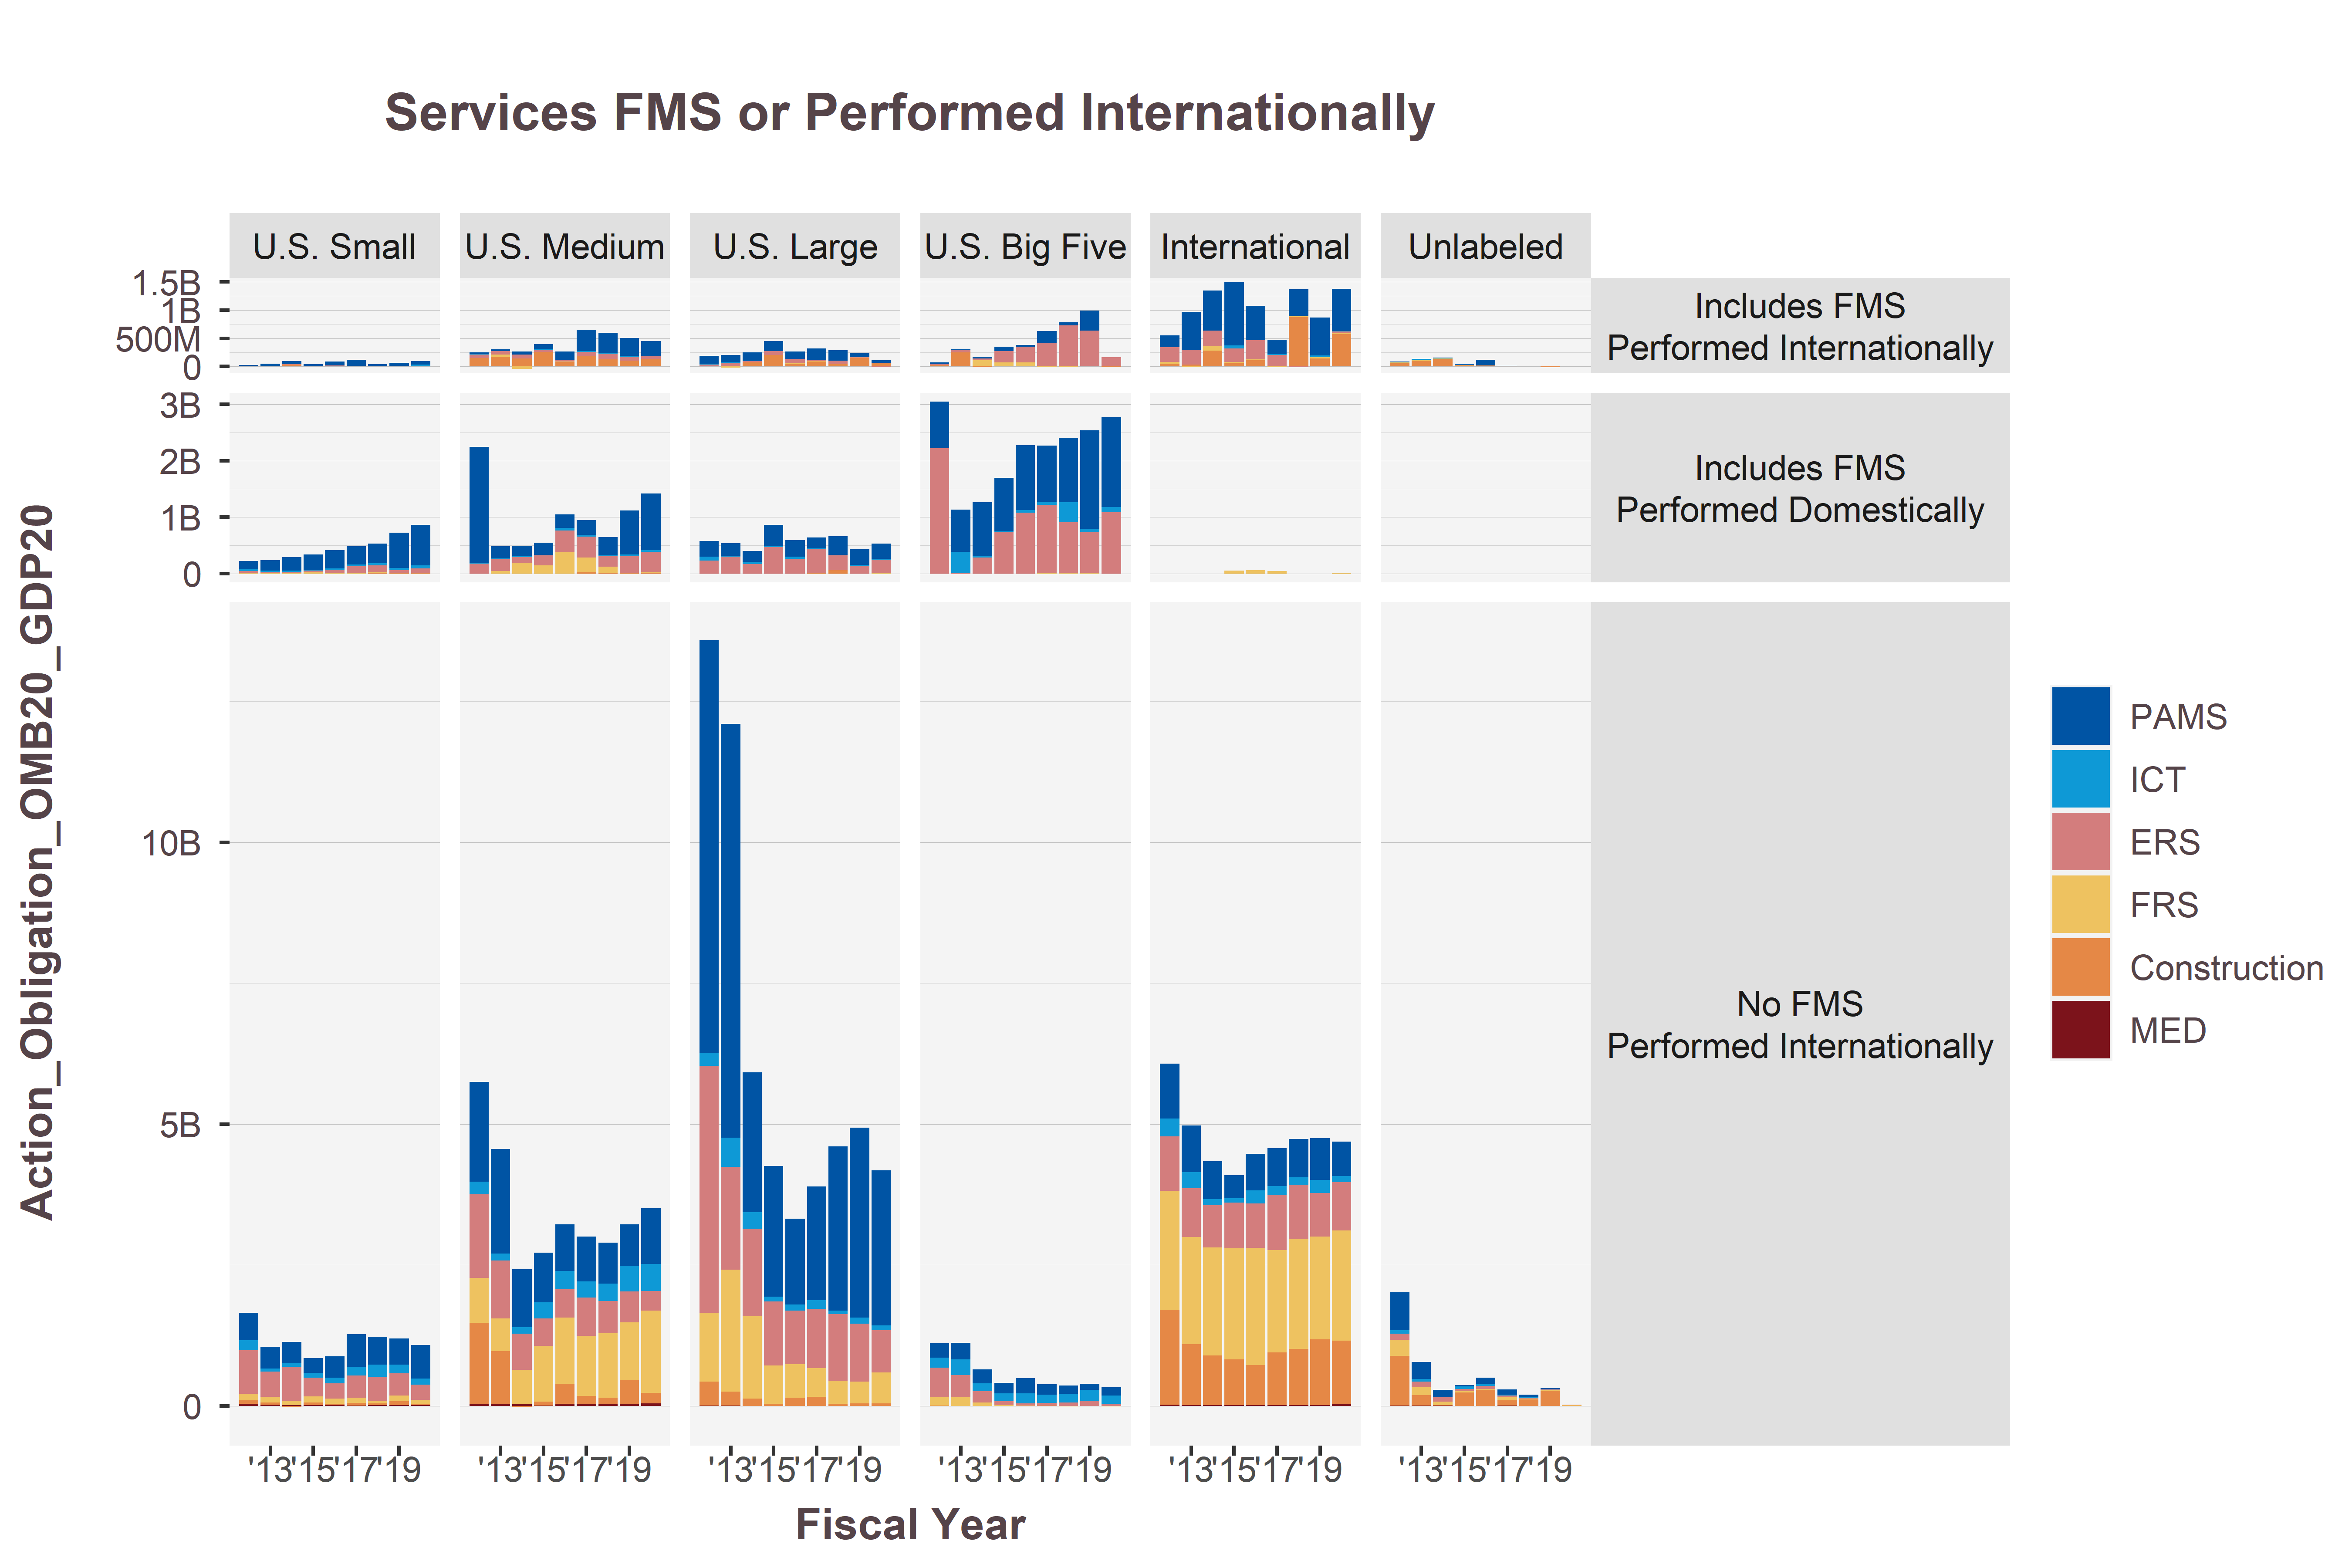 Services FMS or Performed Internationally
U.S. Small
U.S. Medium
U.S. Large
U.S. Big Five
International
Unlabeled
1.5B
1B
500M
0
Includes FMS
Performed Internationally
3B
2B
1B
0
Includes FMS
Performed Domestically
10B
5B
0
No FMS
Performed Internationally
Action_Obligation_OMB20_GDP20
'13 '15 '17 '19
'13 '15 '17 '19
'13 '15 '17 '19
'13 '15 '17 '19
'13 '15 '17 '19
'13 '15 '17 '19
Fiscal Year
PAMS
ICT
ERS
FRS
Construction
MED